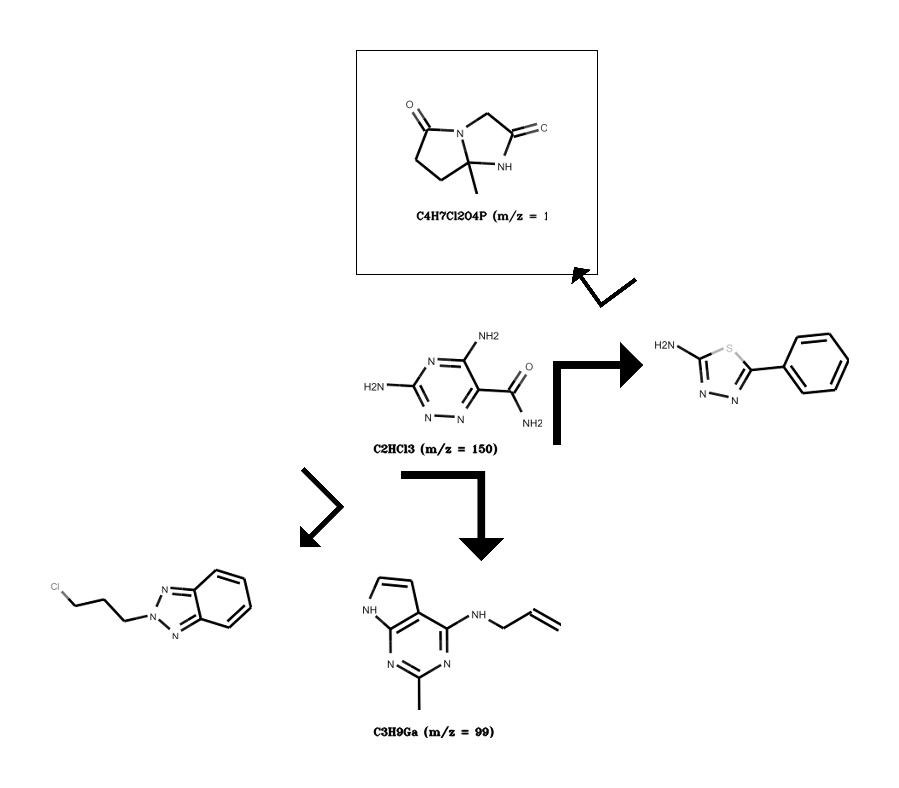 O
N
C
NH
C4H7Cl2O4P (m/z = 1
NH2
N
O
H2N
N
N
NH2
C2HCl3 (m/z = 150)
H2N
S
N
N
Cl
N
N
N
NH
NH
N
N
C3H9Ga (m/z = 99)